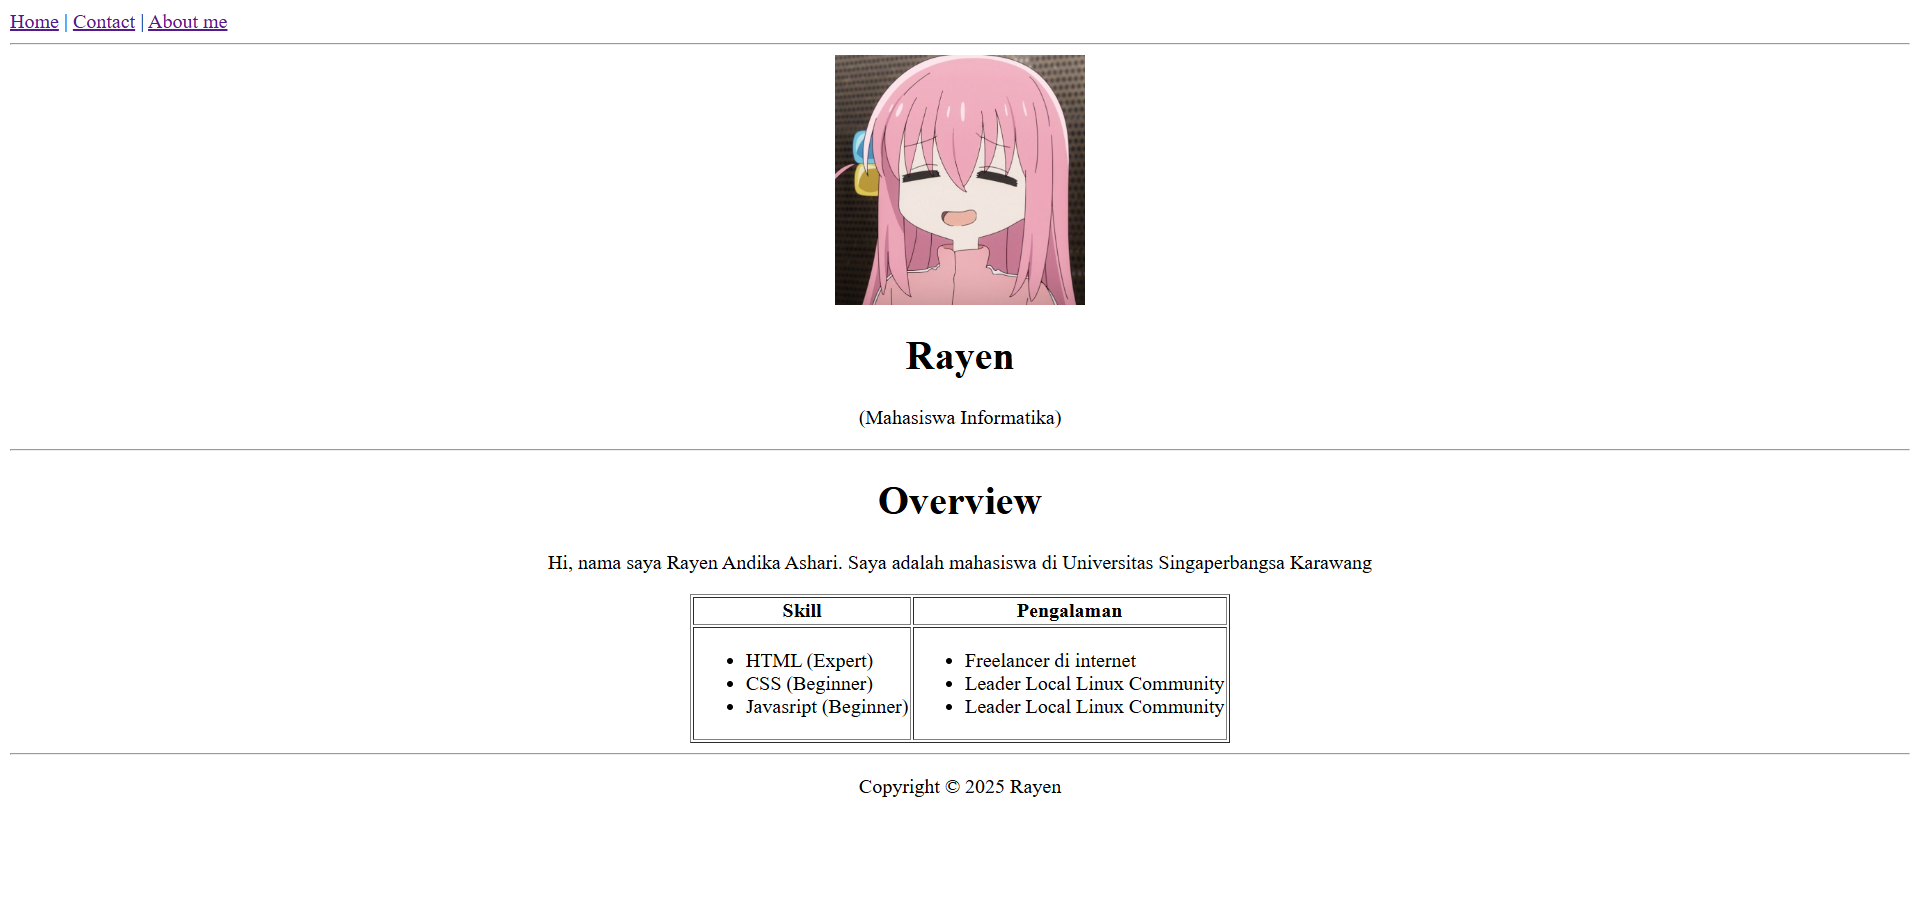 Home | Contact | About me
Rayen
(Mahasiswa Informatika)
Overview
Hi, nama saya Rayen Andika Ashari. Saya adalah mahasiswa di Universitas Singaperbangsa Karawang
Skill Pengalaman
• HTML (Expert) • Freelancer di internet
• CSS (Beginner) • Leader Local Linux Community
• Javasript (Beginner) • Leader Local Linux Community
Copyright © 2025 Rayen